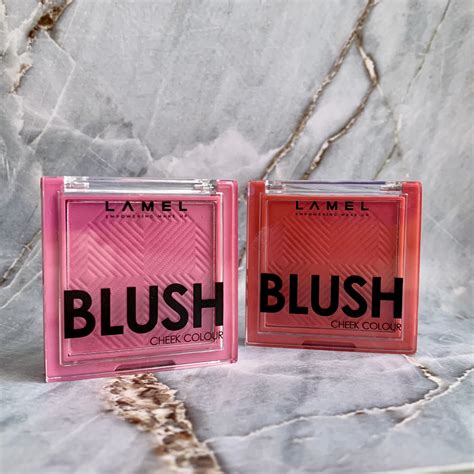 LAMEL
EMPOWERING MAKE UP
BLUSH
CHEEK COLOUR
LAMEL
EMPOWERING MAKE UP
BLUSH
CHEEK COLOUR